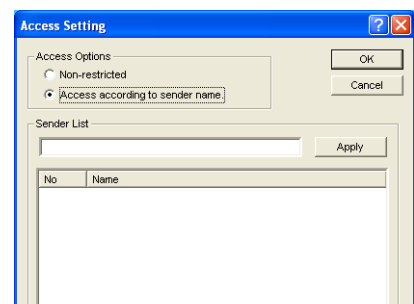 Access Setting
Access Options
Non-restricted
Access according to sender name.
OK
Cancel
Sender List
Apply
No Name